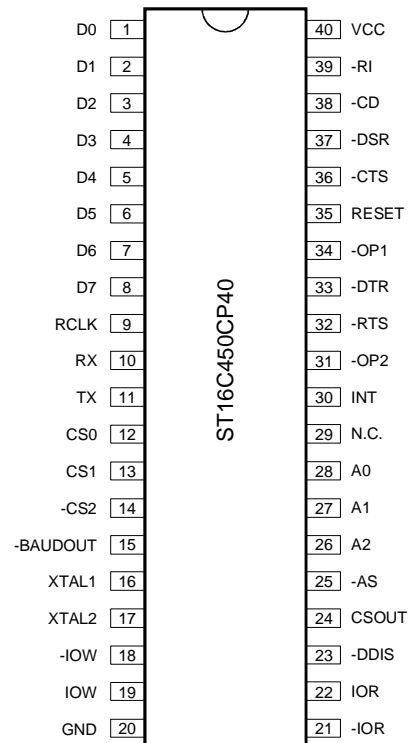 D0 1
D1 2
D2 3
D3 4
D4 5
D5 6
D6 7
D7 8
RCLK 9
RX 10
TX 11
CS0 12
CS1 13
-CS2 14
-BAUDOUT 15
XTAL1 16
XTAL2 17
-IOW 18
IOW 19
GND 20
ST16C450CP40
40 VCC
39 -RI
38 -CD
37 -DSR
36 -CTS
35 RESET
34 -OP1
33 -DTR
32 -RTS
31 -OP2
30 INT
29 N.C.
28 A0
27 A1
26 A2
25 -AS
24 CSOUT
23 -DDIS
22 IOR
21 -IOR